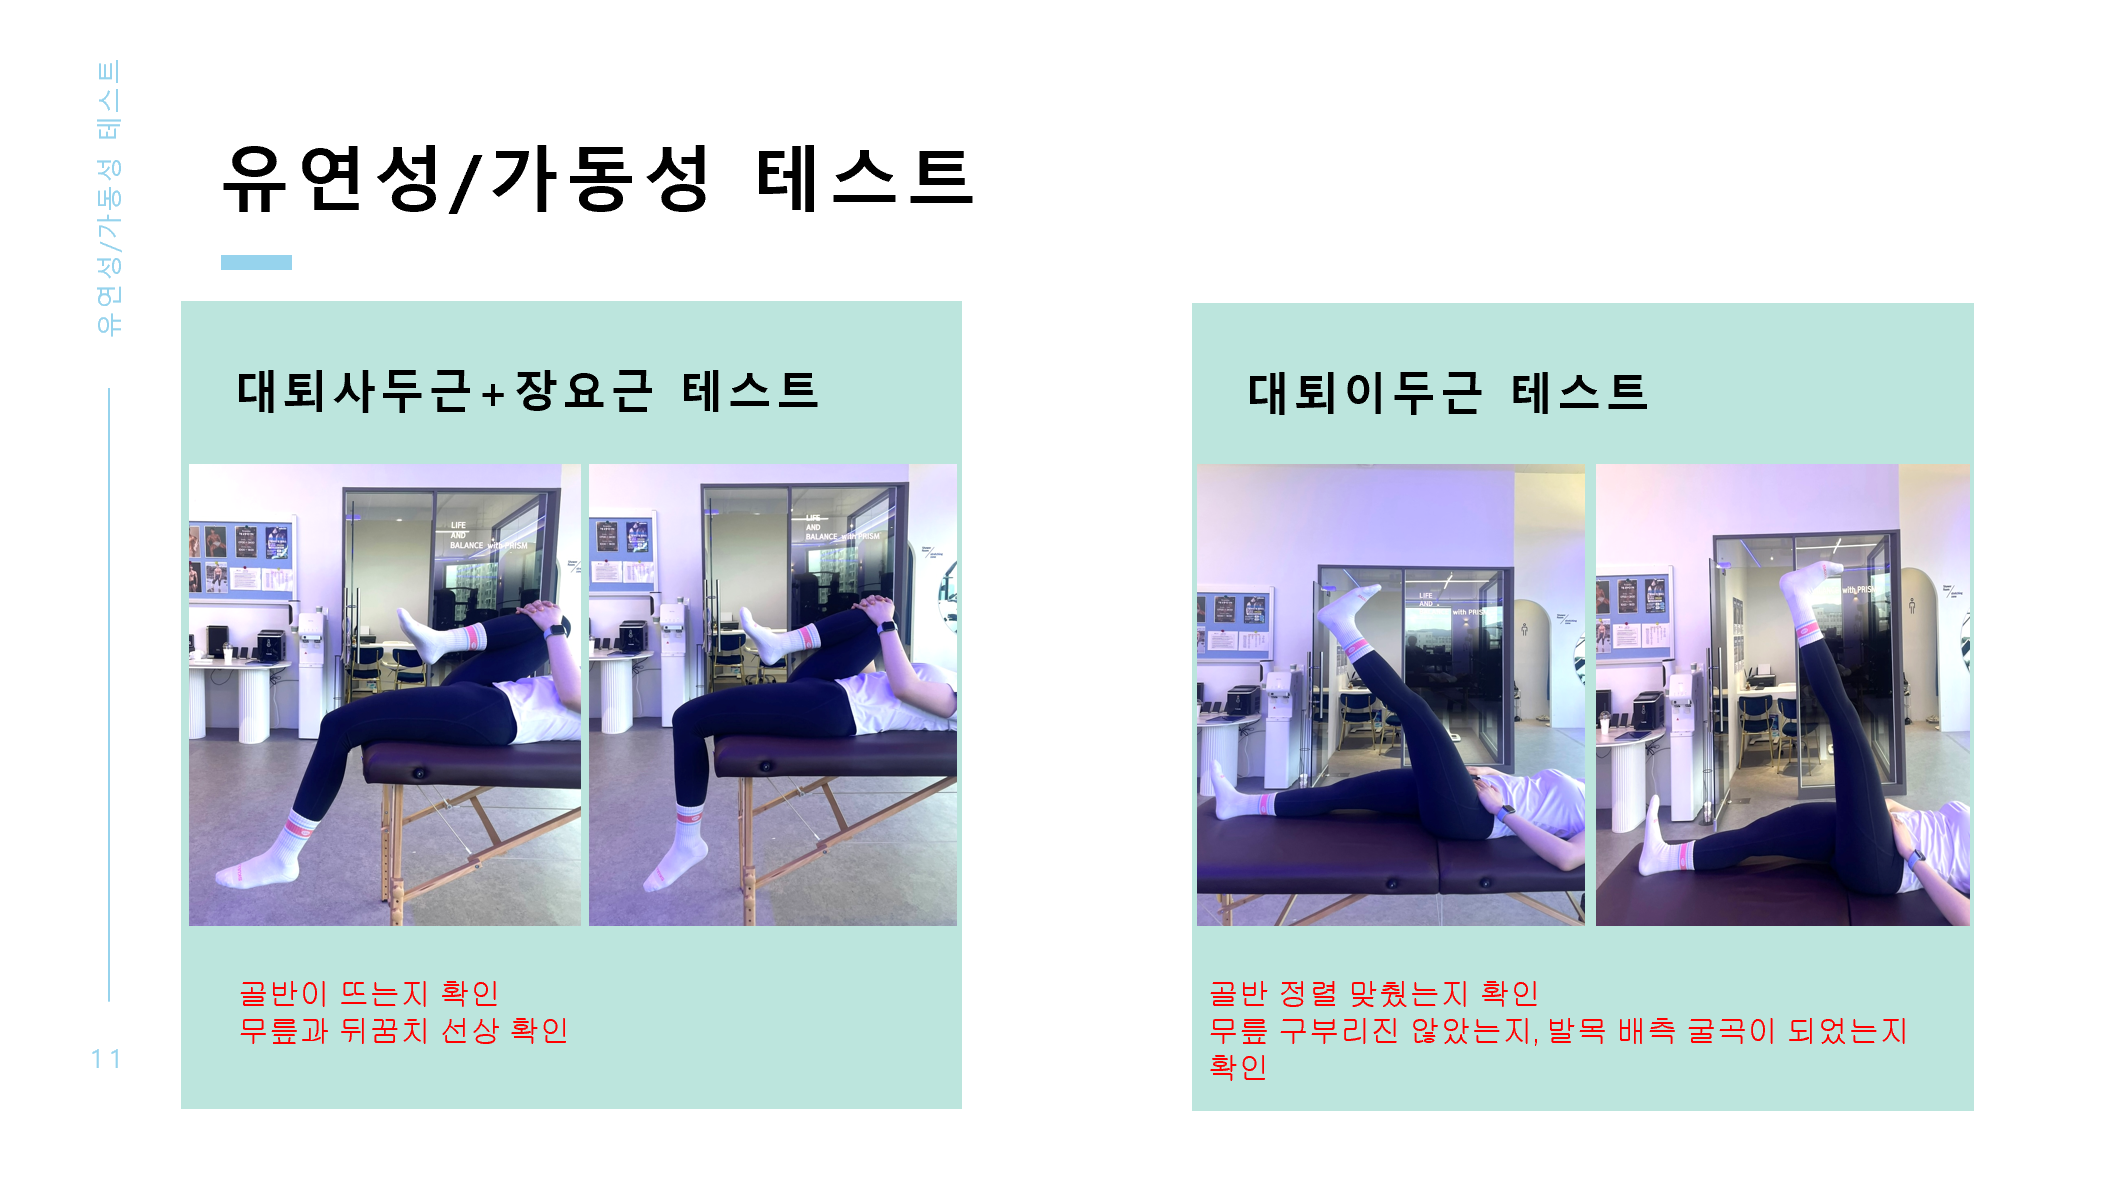 유연성/가동성 테스트
유연성/가동성 테스트
대퇴사두근+장요근 테스트
LIFE
AND
BALANCE with PRISM
LIFE
AND
BALANCE with PRISM
골반이 뜨는지 확인
무릎과 뒤꿈치 선상 확인
대퇴이두근 테스트
LIFE
AND
with PRISM
with PRISM
골반 정렬 맞췄는지 확인
무릎 구부리진 않았는지, 발목 배측 굴곡이 되었는지
확인
11